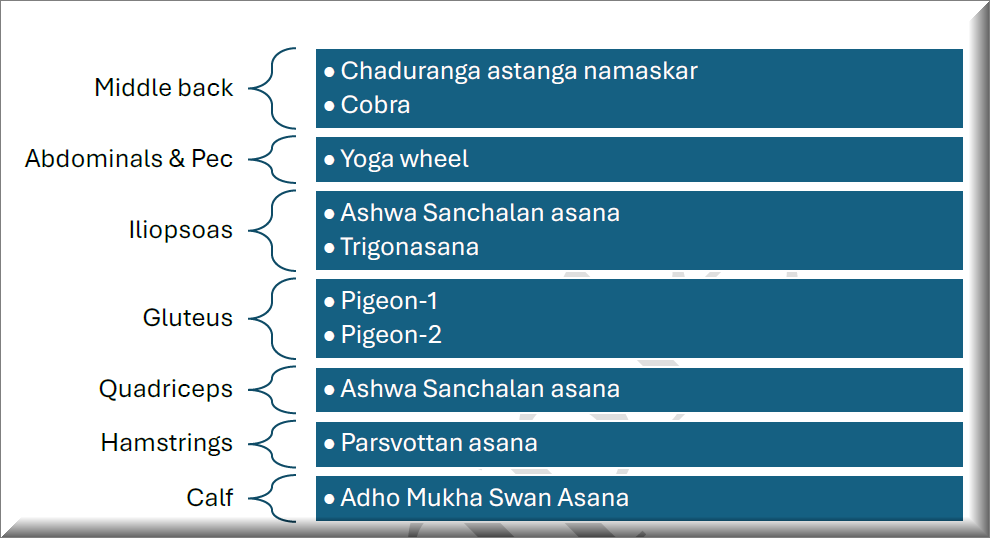 Middle back
• Chaduranga astanga namaskar
• Cobra
Abdominals & Pec
• Yoga wheel
Iliopsoas
• Ashwa Sanchalan asana
• Trigonasana
Gluteus
• Pigeon-1
• Pigeon-2
Quadriceps
• Ashwa Sanchalan asana
Hamstrings
• Parsvottan asana
Calf
• Adho Mukha Swan Asana